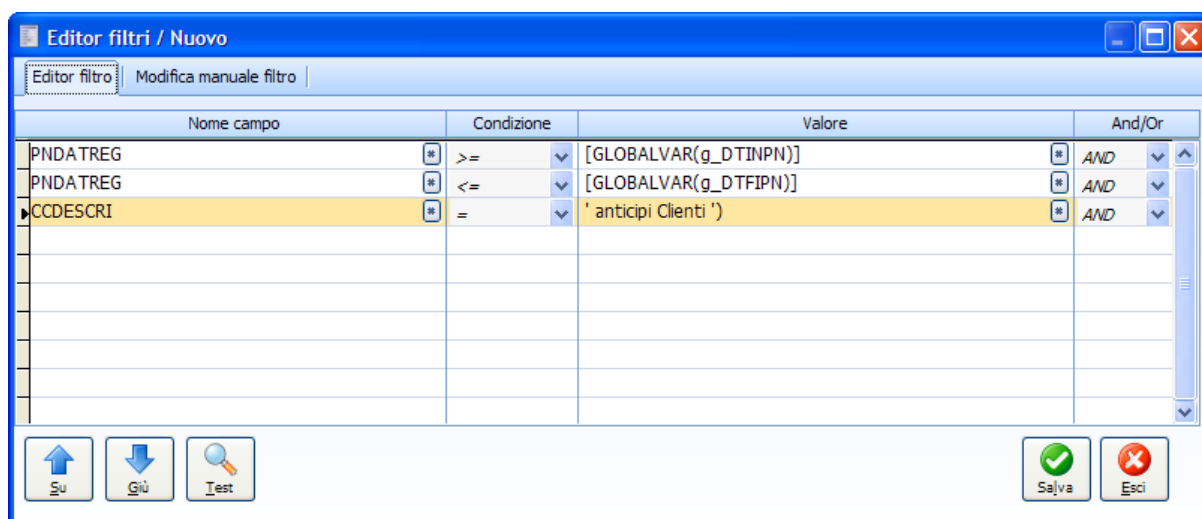 Editor filtri / Nuovo
Editor filtro Modifica manuale filtro
Nome campo Condizione Valore And/Or
PNDATREG >= [GLOBALVAR(g_DTINPN)] AND
PNDATREG <= [GLOBALVAR(g_DTFIPN)] AND
CCDESCRI = ' anticipi Clienti ') AND
Su Giù Test Salva Esci